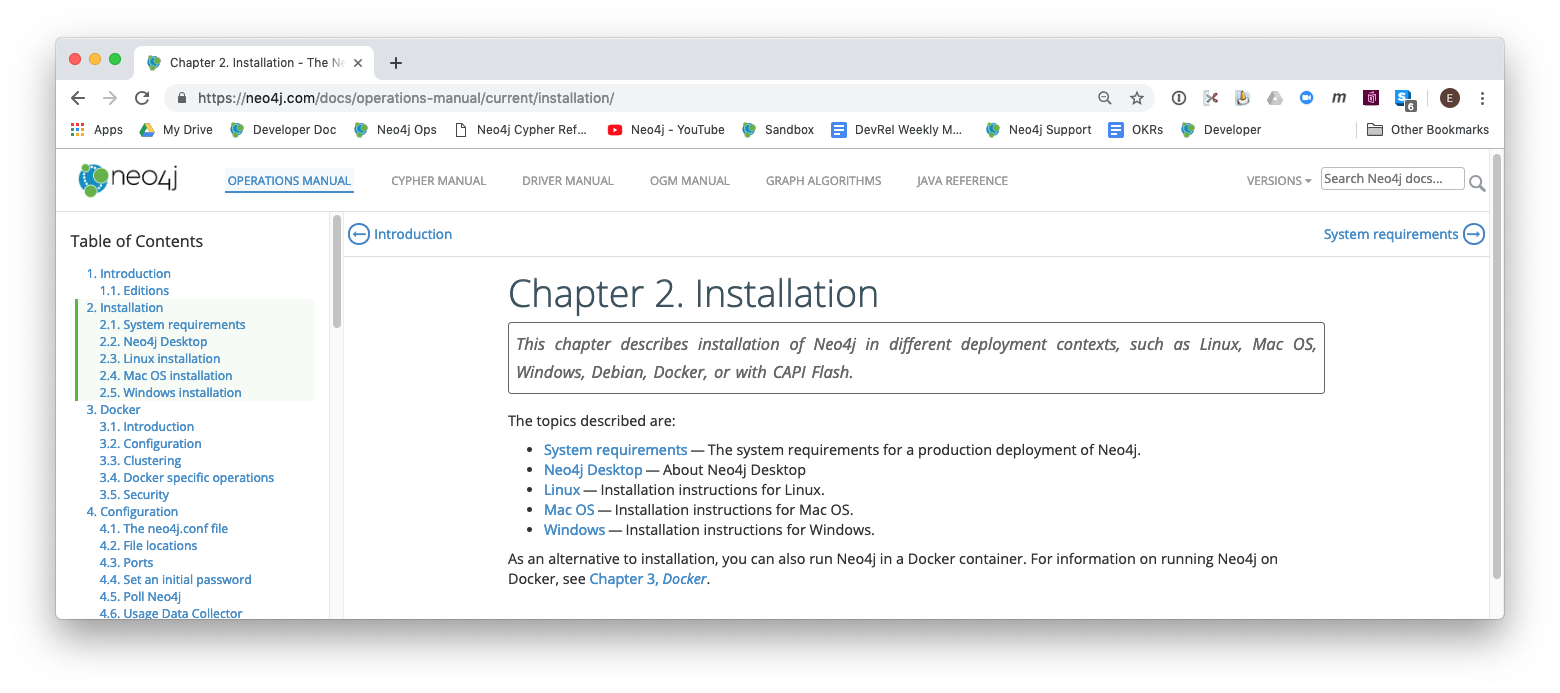 Chapter 2. Installation - The Ne
https://neo4j.com/docs/operations-manual/current/installation/
m
6
E
Apps
My Drive
Developer Doc
Neo4j Ops
Neo4j Cypher Ref...
Neo4j - YouTube
Sandbox
DevRel Weekly M...
Neo4j Support
OKRs
Developer
Other Bookmarks
neo4j
OPERATIONS MANUAL
CYPHER MANUAL
DRIVER MANUAL
OGM MANUAL
GRAPH ALGORITHMS
JAVA REFERENCE
VERSIONS
Search Neo4j docs...
Table of Contents
1. Introduction
1.1. Editions
2. Installation
2.1. System requirements
2.2. Neo4j Desktop
2.3. Linux installation
2.4. Mac OS installation
2.5. Windows installation
3. Docker
3.1. Introduction
3.2. Configuration
3.3. Clustering
3.4. Docker specific operations
3.5. Security
4. Configuration
4.1. The neo4j.conf file
4.2. File locations
4.3. Ports
4.4. Set an initial password
4.5. Poll Neo4j
4.6. Usage Data Collector
Introduction
System requirements
Chapter 2. Installation
This chapter describes installation of Neo4j in different deployment contexts, such as Linux, Mac OS,
Windows, Debian, Docker, or with CAPI Flash.
The topics described are:
• System requirements — The system requirements for a production deployment of Neo4j.
• Neo4j Desktop — About Neo4j Desktop
• Linux — Installation instructions for Linux.
• Mac OS — Installation instructions for Mac OS.
• Windows — Installation instructions for Windows.
As an alternative to installation, you can also run Neo4j in a Docker container. For information on running Neo4j on
Docker, see Chapter 3, Docker.